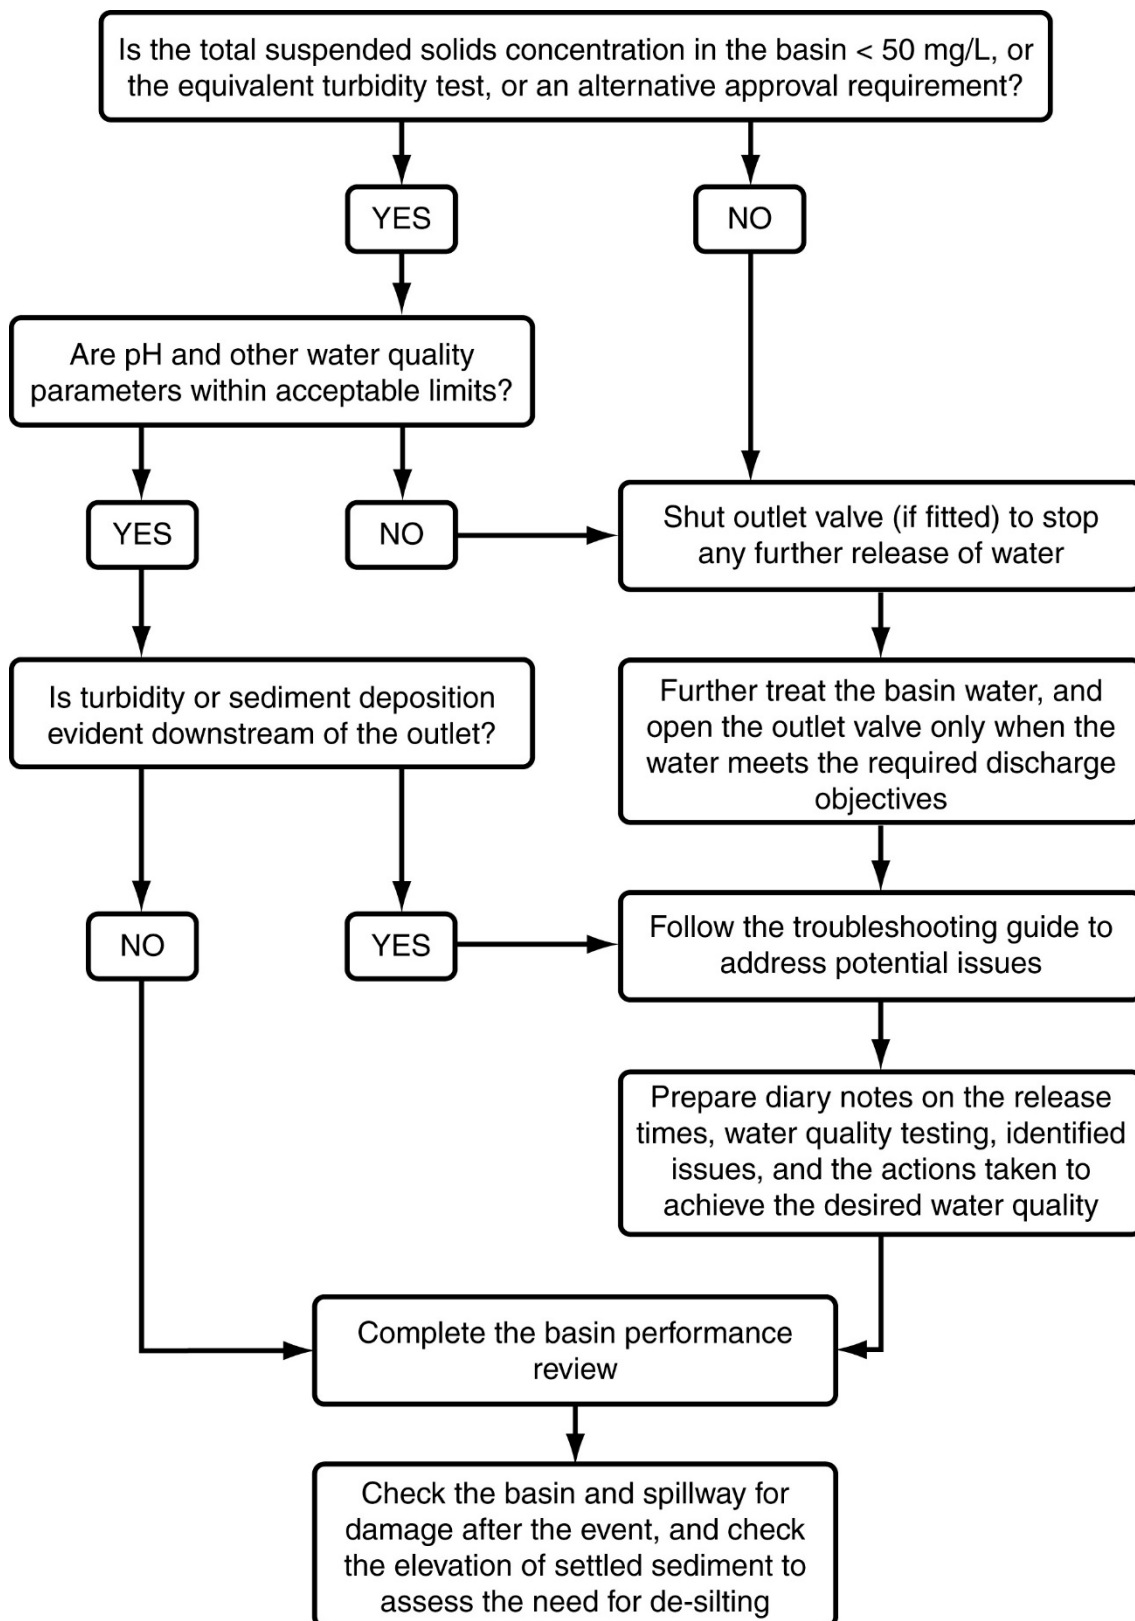 Is the total suspended solids concentration in the basin < 50 mg/L, or
the equivalent turbidity test, or an alternative approval requirement?
YES
NO
Are pH and other water quality
parameters within acceptable limits?
YES
NO
Shut outlet valve (if fitted) to stop
any further release of water
Is turbidity or sediment deposition
evident downstream of the outlet?
Further treat the basin water, and
open the outlet valve only when the
water meets the required discharge
objectives
NO
YES
Follow the troubleshooting guide to
address potential issues
Prepare diary notes on the release
times, water quality testing, identified
issues, and the actions taken to
achieve the desired water quality
Complete the basin performance
review
Check the basin and spillway for
damage after the event, and check
the elevation of settled sediment to
assess the need for de-silting